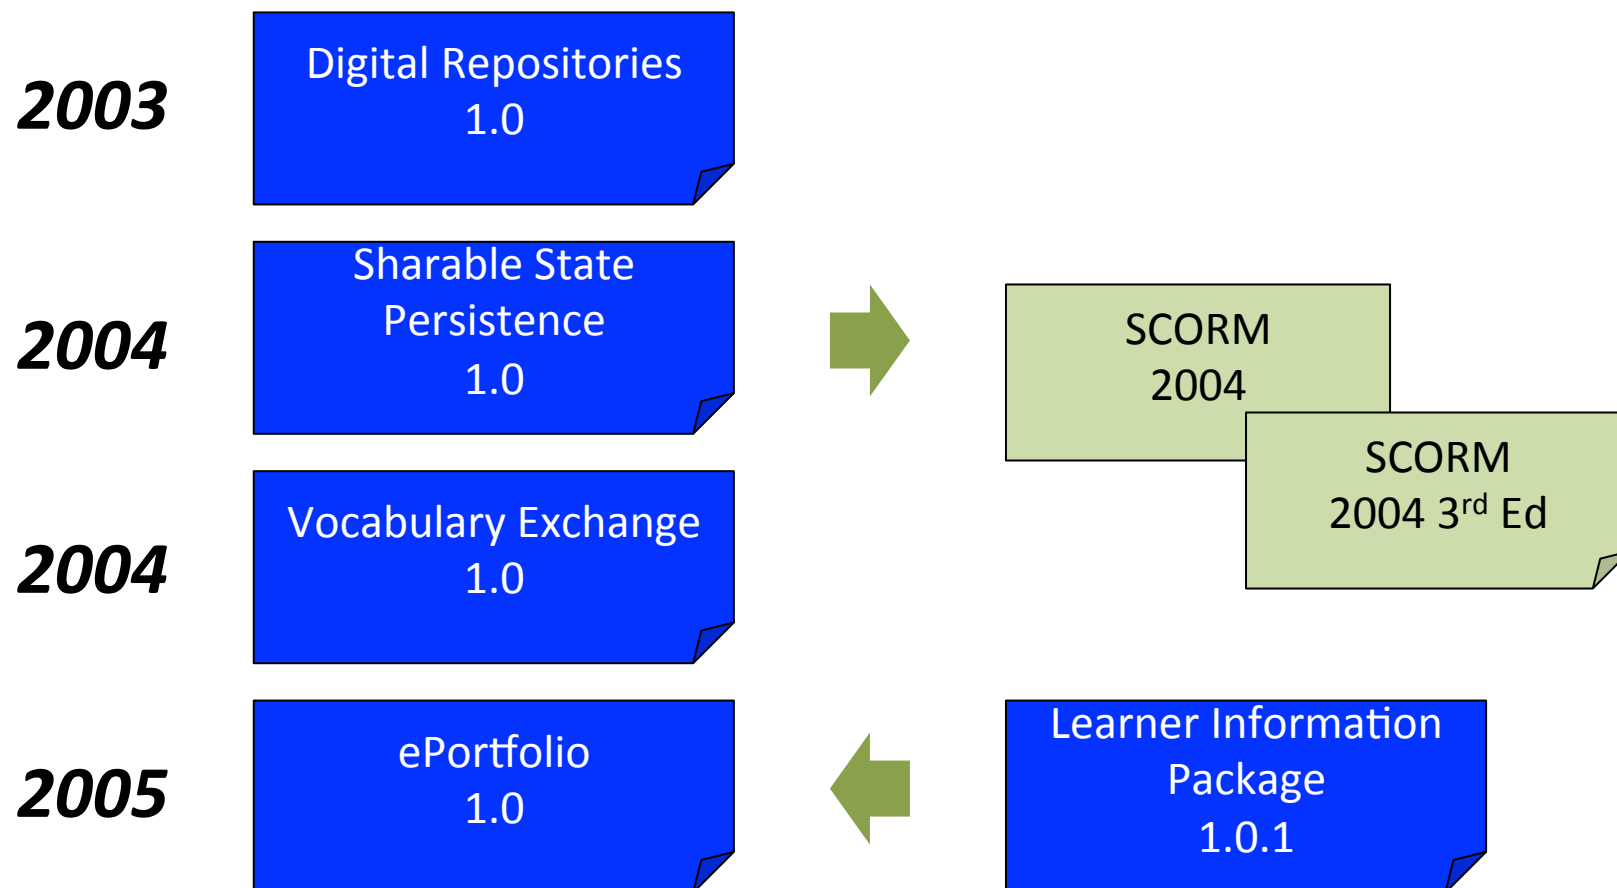 2003
Digital Repositories
1.0
2004
Sharable State
Persistence
1.0
SCORM
2004
SCORM
2004 3rd Ed
2004
Vocabulary Exchange
1.0
2005
ePortfolio
1.0
Learner Information
Package
1.0.1